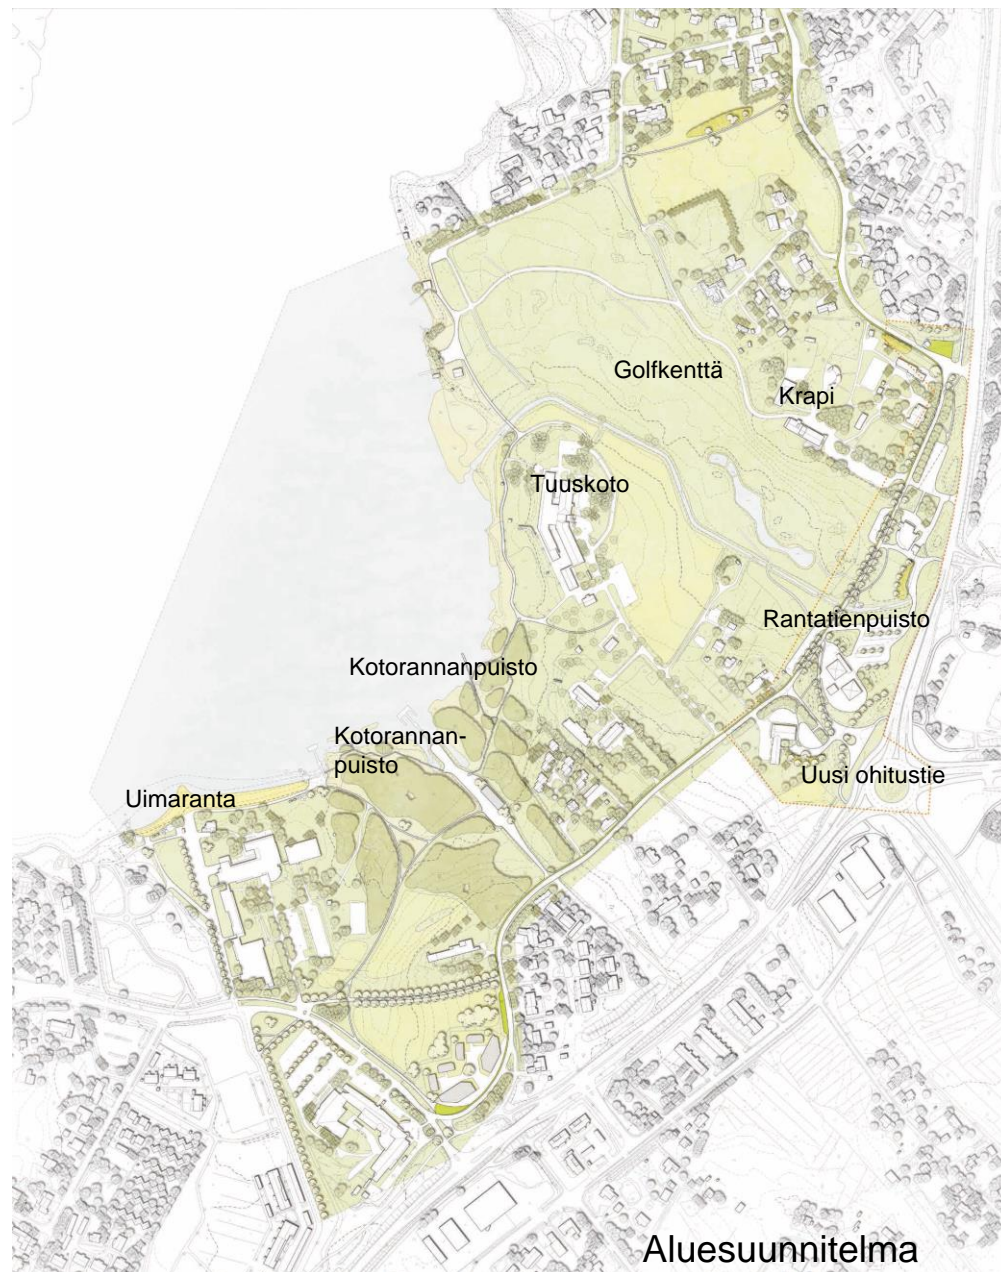 Golfkenttä
Krapi
Tuuskoto
Rantatienpuisto
Kotorannanpuisto
Kotorannan-
puisto
Uusi ohitustie
Uimaranta
Aluesuunnitelma